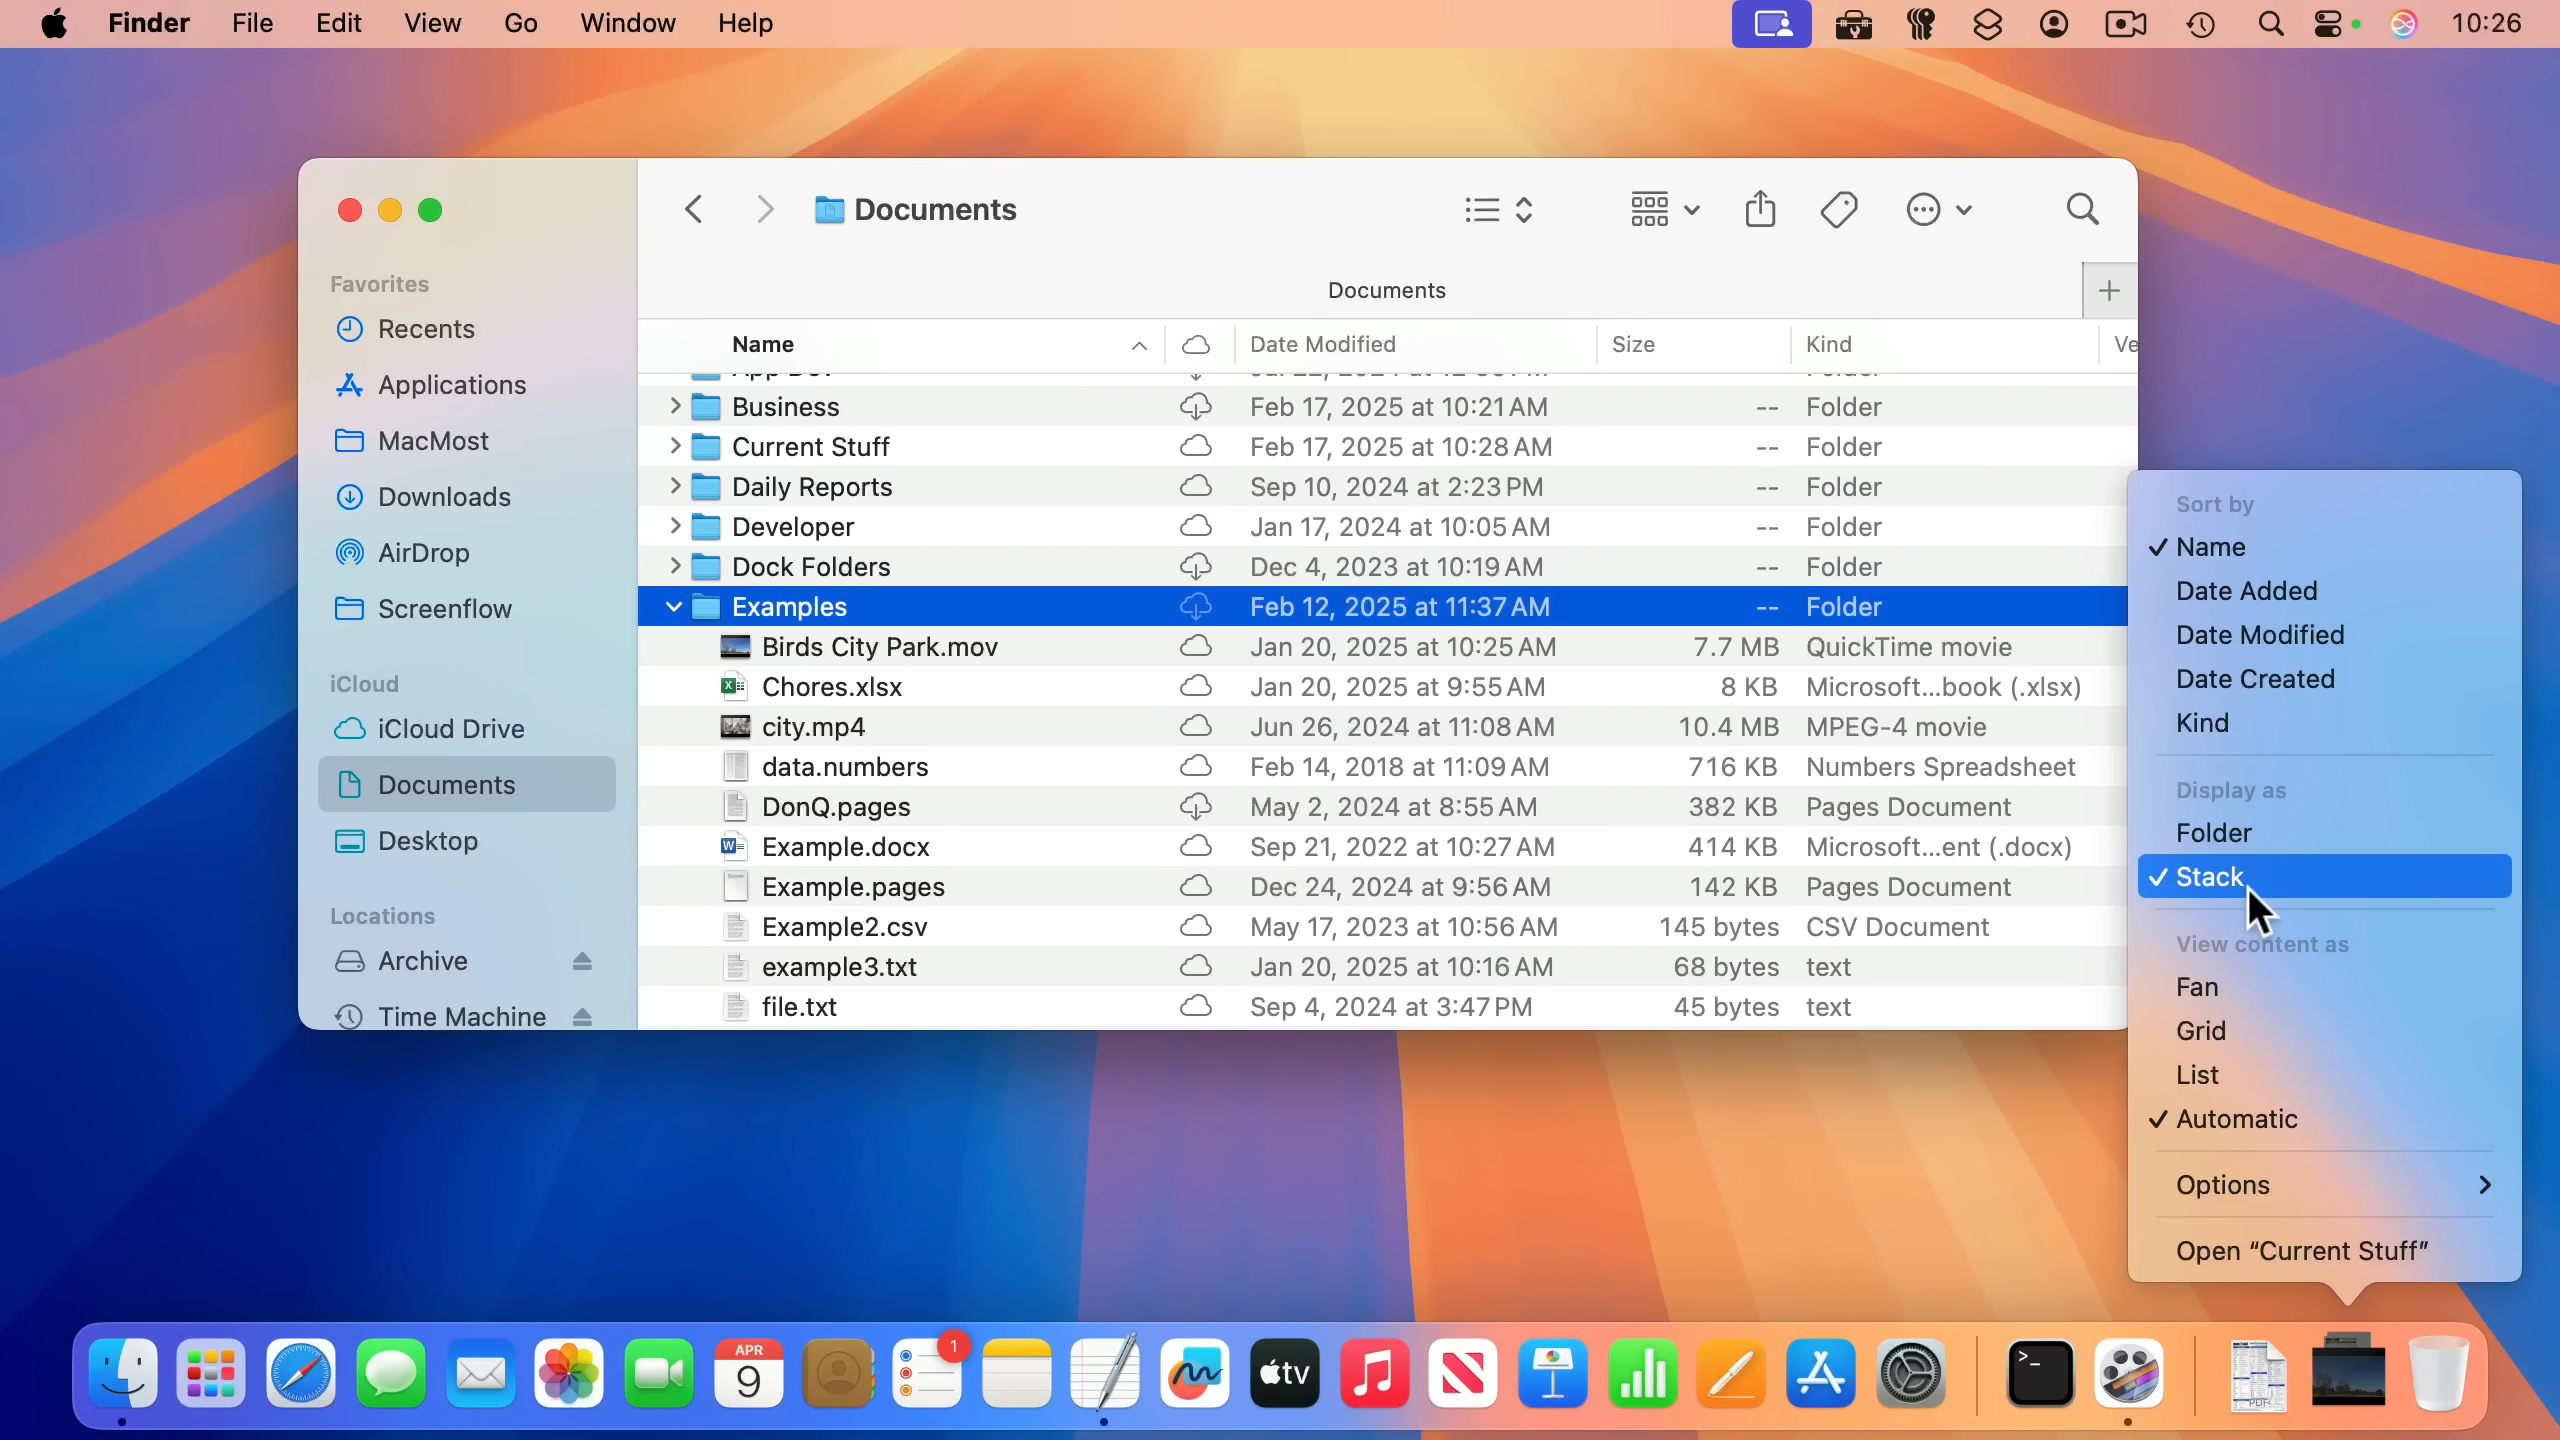 Finder File Edit View Go Window Help 10:26
Documents
Documents
Favorites
Recents
Applications
MacMost
Downloads
AirDrop
Screenflow
iCloud
iCloud Drive
Documents
Desktop
Locations
Archive
Time Machine
Name Date Modified Size Kind Ve
Business Feb 17, 2025 at 10:21 AM -- Folder
Current Stuff Feb 17, 2025 at 10:28 AM -- Folder
Daily Reports Sep 10, 2024 at 2:23 PM -- Folder
Developer Jan 17, 2024 at 10:05 AM -- Folder
Dock Folders Dec 4, 2023 at 10:19 AM -- Folder
Examples Feb 12, 2025 at 11:37 AM -- Folder
Birds City Park.mov Jan 20, 2025 at 10:25 AM 7.7 MB QuickTime movie
Chores.xlsx Jan 20, 2025 at 9:55 AM 8 KB Microsoft...book (.xlsx)
city.mp4 Jun 26, 2024 at 11:08 AM 10.4 MB MPEG-4 movie
data.numbers Feb 14, 2018 at 11:09 AM 716 KB Numbers Spreadsheet
DonQ.pages May 2, 2024 at 8:55 AM 382 KB Pages Document
Example.docx Sep 21, 2022 at 10:27 AM 414 KB Microsoft...ent (.docx)
Example.pages Dec 24, 2024 at 9:56 AM 142 KB Pages Document
Example2.csv May 17, 2023 at 10:56 AM 145 bytes CSV Document
example3.txt Jan 20, 2025 at 10:16 AM 68 bytes text
file.txt Sep 4, 2024 at 3:47 PM 45 bytes text
Sort by
✓ Name
Date Added
Date Modified
Date Created
Kind
Display as
Folder
✓ Stack
View content as
Fan
Grid
List
✓ Automatic
Options
Open “Current Stuff”
APR
9
1
tv
>_
PDF